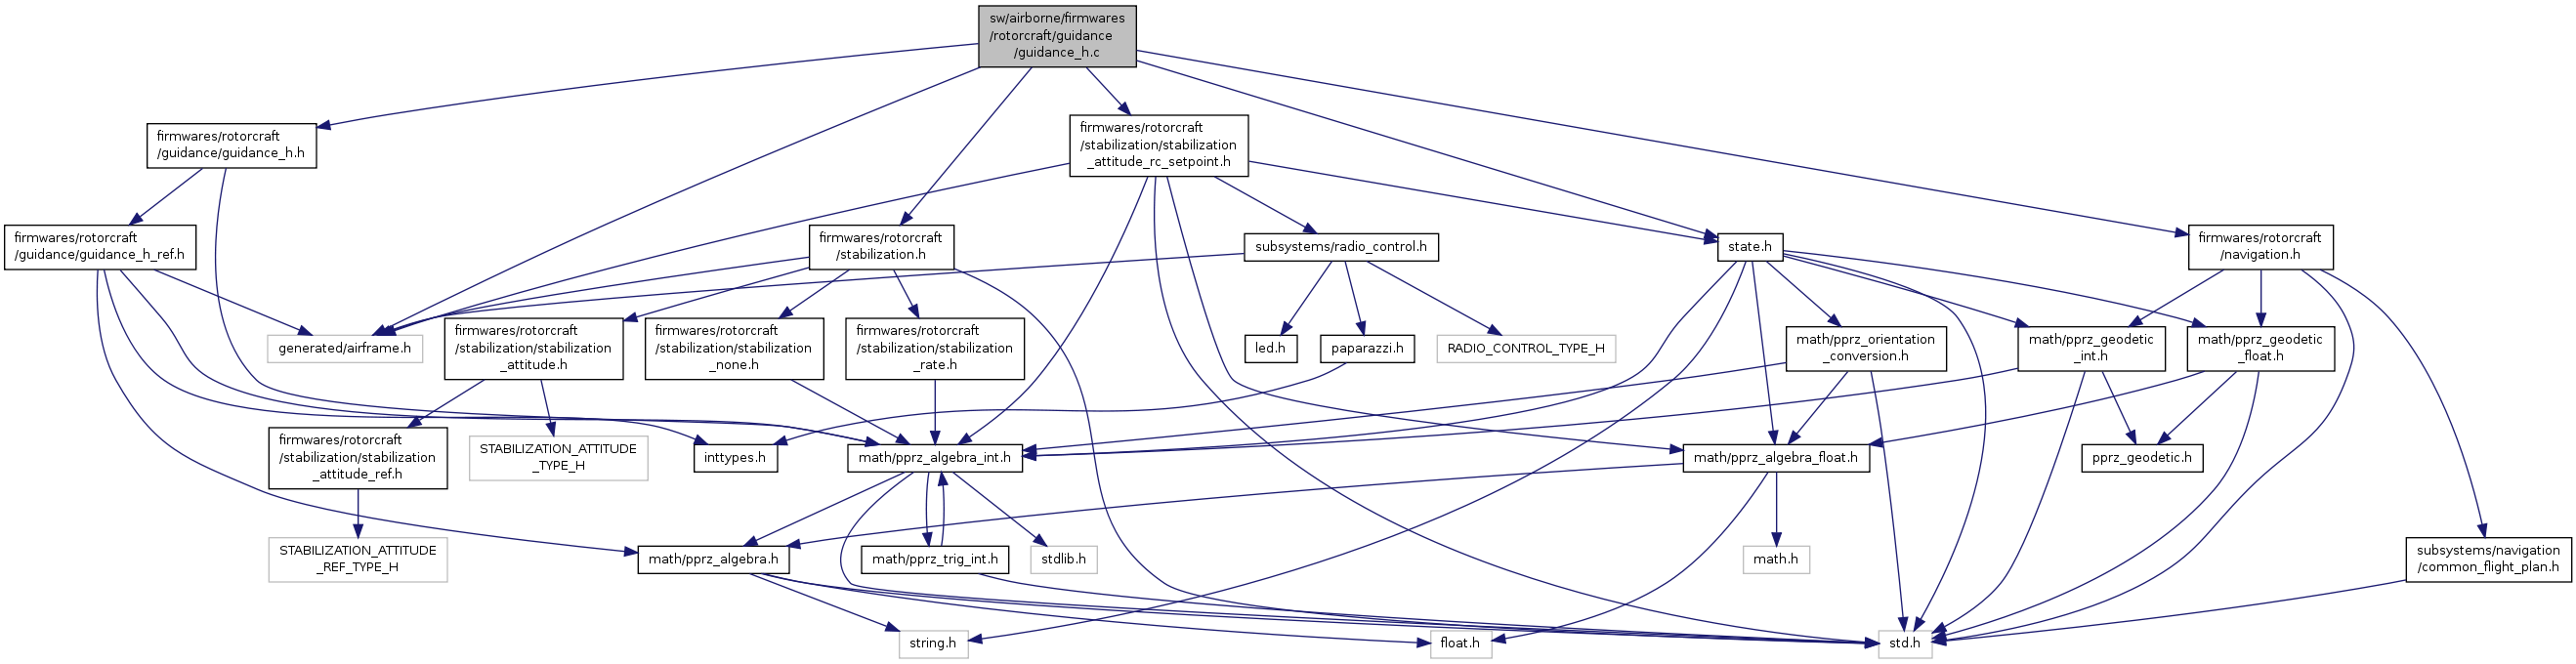 sw/airborne/firmwares
/rotorcraft/guidance
/guidance_h.c
firmwares/rotorcraft
/guidance/guidance_h.h
firmwares/rotorcraft
/stabilization/stabilization
_attitude_rc_setpoint.h
firmwares/rotorcraft
/guidance/guidance_h_ref.h
firmwares/rotorcraft
/stabilization.h
subsystems/radio_control.h
state.h
firmwares/rotorcraft
/navigation.h
generated/airframe.h
firmwares/rotorcraft
/stabilization/stabilization
_attitude.h
firmwares/rotorcraft
/stabilization/stabilization
_none.h
firmwares/rotorcraft
/stabilization/stabilization
_rate.h
led.h
paparazzi.h
RADIO_CONTROL_TYPE_H
math/pprz_orientation
_conversion.h
math/pprz_geodetic
_int.h
math/pprz_geodetic
_float.h
firmwares/rotorcraft
/stabilization/stabilization
_attitude_ref.h
STABILIZATION_ATTITUDE
_TYPE_H
inttypes.h
math/pprz_algebra_int.h
math/pprz_algebra_float.h
pprz_geodetic.h
STABILIZATION_ATTITUDE
_REF_TYPE_H
math/pprz_algebra.h
math/pprz_trig_int.h
stdlib.h
math.h
subsystems/navigation
/common_flight_plan.h
string.h
float.h
std.h